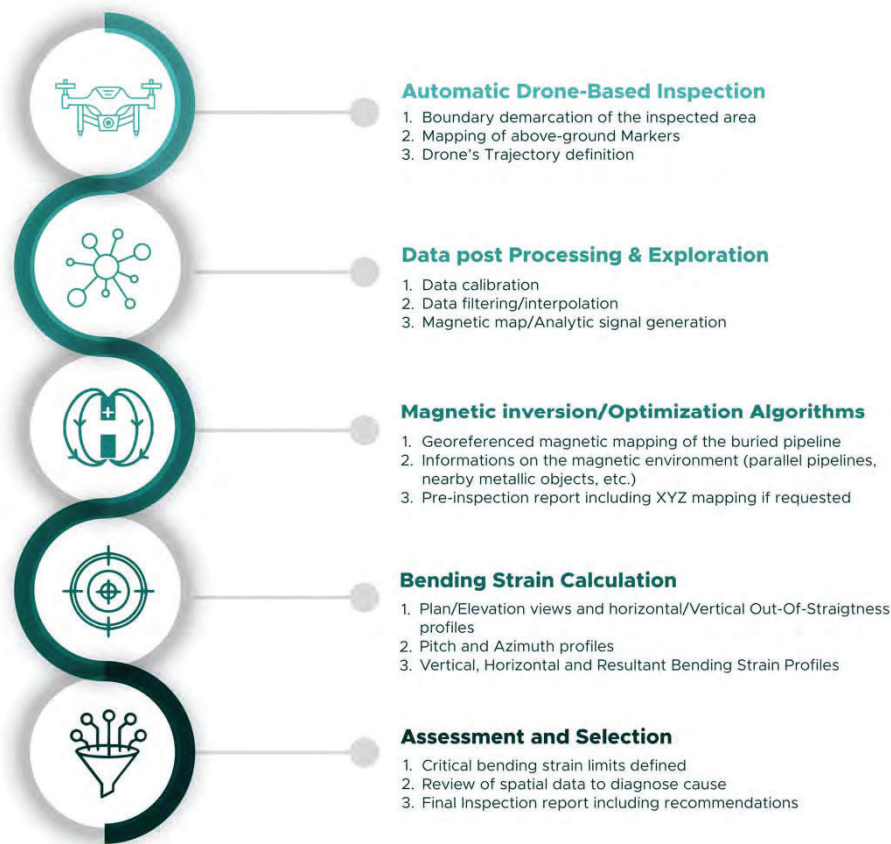 Automatic Drone-Based Inspection
1. Boundary demarcation of the inspected area
2. Mapping of above-ground Markers
3. Drone's Trajectory definition
Data post Processing & Exploration
1. Data calibration
2. Data filtering/interpolation
3. Magnetic map/Analytic signal generation
Magnetic inversion/Optimization Algorithms
1. Georeferenced magnetic mapping of the buried pipeline
2. Informations on the magnetic environment (parallel pipelines,
nearby metallic objects, etc.)
3. Pre-inspection report including XYZ mapping if requested
Bending Strain Calculation
1. Plan/Elevation views and horizontal/Vertical Out-Of-Straigtness
profiles
2. Pitch and Azimuth profiles
3. Vertical, Horizontal and Resultant Bending Strain Profiles
Assessment and Selection
1. Critical bending strain limits defined
2. Review of spatial data to diagnose cause
3. Final Inspection report including recommendations